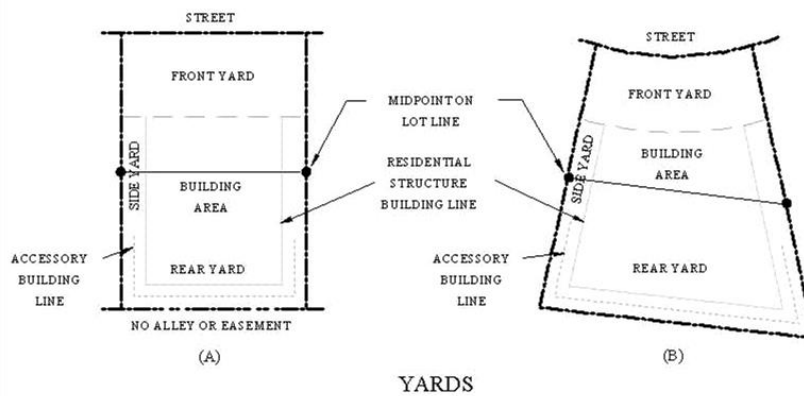 STREET
FRONT YARD
SIDE YARD
BUILDING
AREA
REAR YARD
ACCESSORY
BUILDING
LINE
NO ALLEY OR EASEMENT
(A)
MIDPOINT ON
LOT LINE
RESIDENTIAL
STRUCTURE
BUILDING LINE
STREET
FRONT YARD
SIDE YARD
BUILDING
AREA
REAR YARD
ACCESSORY
BUILDING
LINE
(B)
YARDS